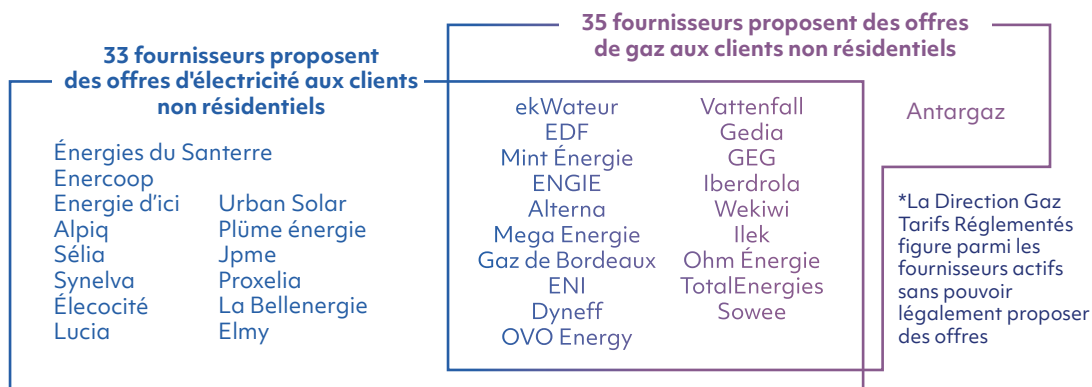 33 fournisseurs proposent
des offres d'électricité aux clients
non résidentiels
35 fournisseurs proposent des offres
de gaz aux clients non résidentiels
Énergies du Santerre
Enercoop
Energie d'ici
Alpiq
Sélia
Synelva
Élecocité
Lucia
Urban Solar
Plüme énergie
Jpme
Proxelia
La Bellenergie
Elmy
ekWateur
EDF
Mint Énergie
ENGIE
Alterna
Mega Energie
Gaz de Bordeaux
ENI
Dyneff
OVO Energy
Vattenfall
Gedia
GEG
Iberdrola
Wekiwi
Ilek
Ohm Énergie
TotalEnergies
Sowee
Antargaz
*La Direction Gaz
Tarifs Réglementés
figure parmi les
fournisseurs actifs
sans pouvoir
légalement proposer
des offres